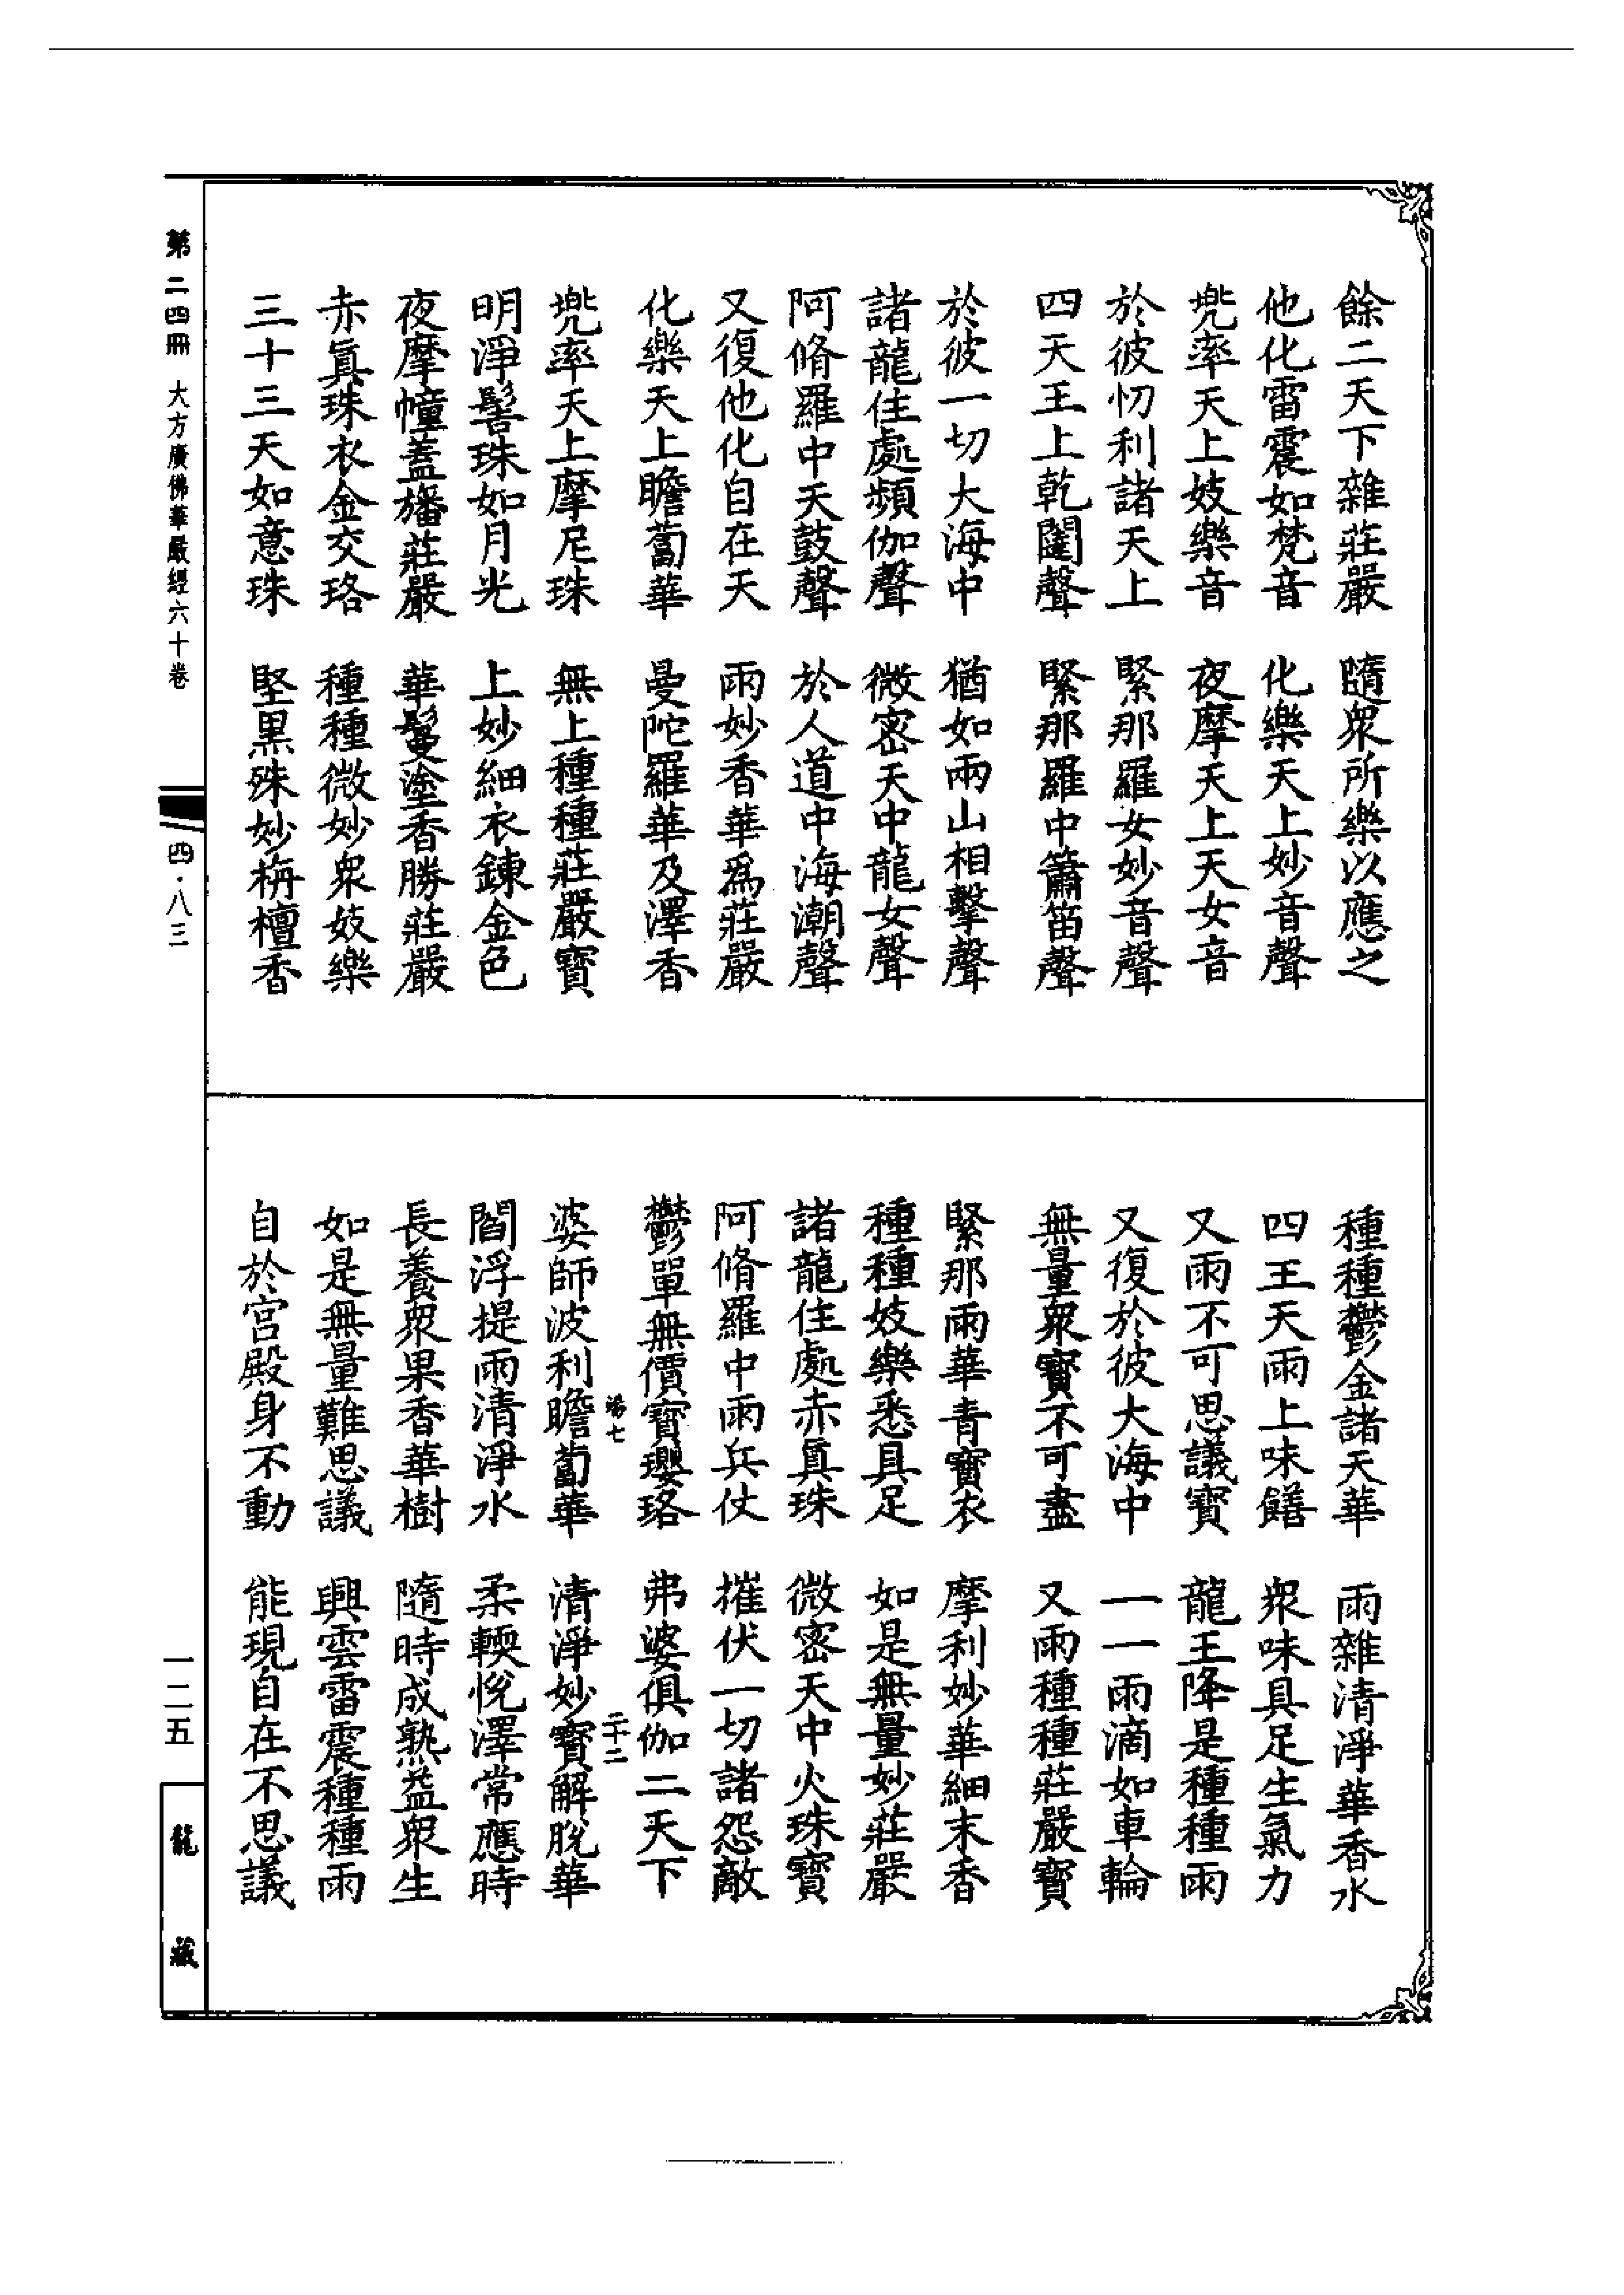 餘二天下雜莊嚴　隨眾所樂以應之
他化雷震如梵音　化樂天上妙音聲
兜率天上妓樂音　夜摩天上天女音
於彼忉利諸天上　緊那羅女妙音聲
四天王上乾闥聲　緊那羅中簫笛聲
於彼一切大海中　猶如兩山相擊聲
諸龍住處頻伽聲　微密天中龍女聲
阿脩羅中天鼓聲　於人道中海潮聲
又復他化自在天　雨妙香華為莊嚴
化樂天上瞻蔔華　曼陀羅華及澤香
兜率天上摩尼珠　無上種種莊嚴寶
明淨髻珠如月光　上妙細衣鍊金色
夜摩幢蓋旛莊嚴　華鬘塗香勝莊嚴
赤真珠衣金交珞　種種微妙眾妓樂
三十三天如意珠　堅黑殊妙栴檀香
種種鬱金諸天華　雨雜清淨華香水
四王天雨上味饍　眾味具足生氣力
又雨不可思議寶　龍王降是種種雨
又復於彼大海中　一一雨滴如車輪
無量眾寶不可盡　又雨種種莊嚴寶
緊那雨華青寶衣　摩利妙華細末香
種種妓樂悉具足　如是無量妙莊嚴
諸龍住處赤真珠　微密天中火珠寶
阿脩羅中雨兵仗　摧伏一切諸怨敵
鬱單無價寶瓔珞　弗婆俱伽二天下
湯七　二十二
婆師波利瞻蔔華　清淨妙寶解脫華
閻浮提雨清淨水　柔輭悅澤常應時
長養眾果香華樹　隨時成熟益眾生
如是無量難思議　興雲雷震種種雨
自於宮殿身不動　能現自在不思議
第二四冊　大方廣佛華嚴經六十卷　四·八三　一二五　龍藏